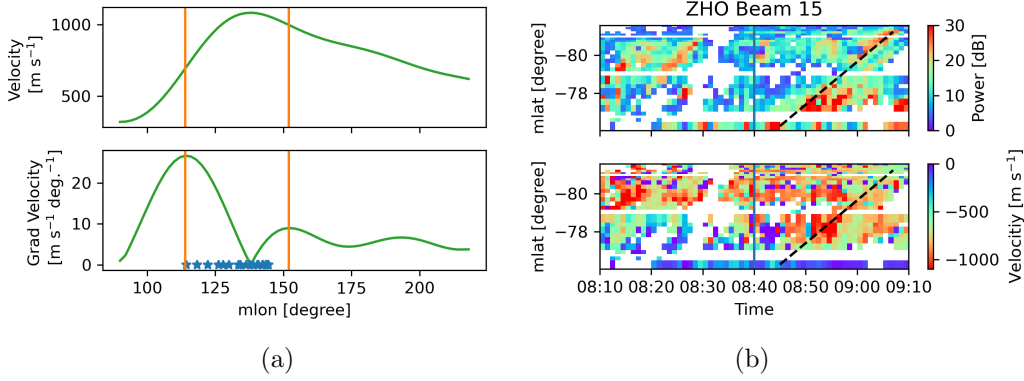 1000
500
Velocity
[m s⁻¹]
20
10
0
Grad Velocity
[m s⁻¹ deg.⁻¹]
100 125 150 175 200
mlon [degree]
(a)
ZHO Beam 15
−80
−78
mlat [degree]
30
20
10
0
Power [dB]
−80
−78
mlat [degree]
0
−500
−1000
Velocitiy [m s⁻¹]
08:10 08:20 08:30 08:40 08:50 09:00 09:10
Time
(b)